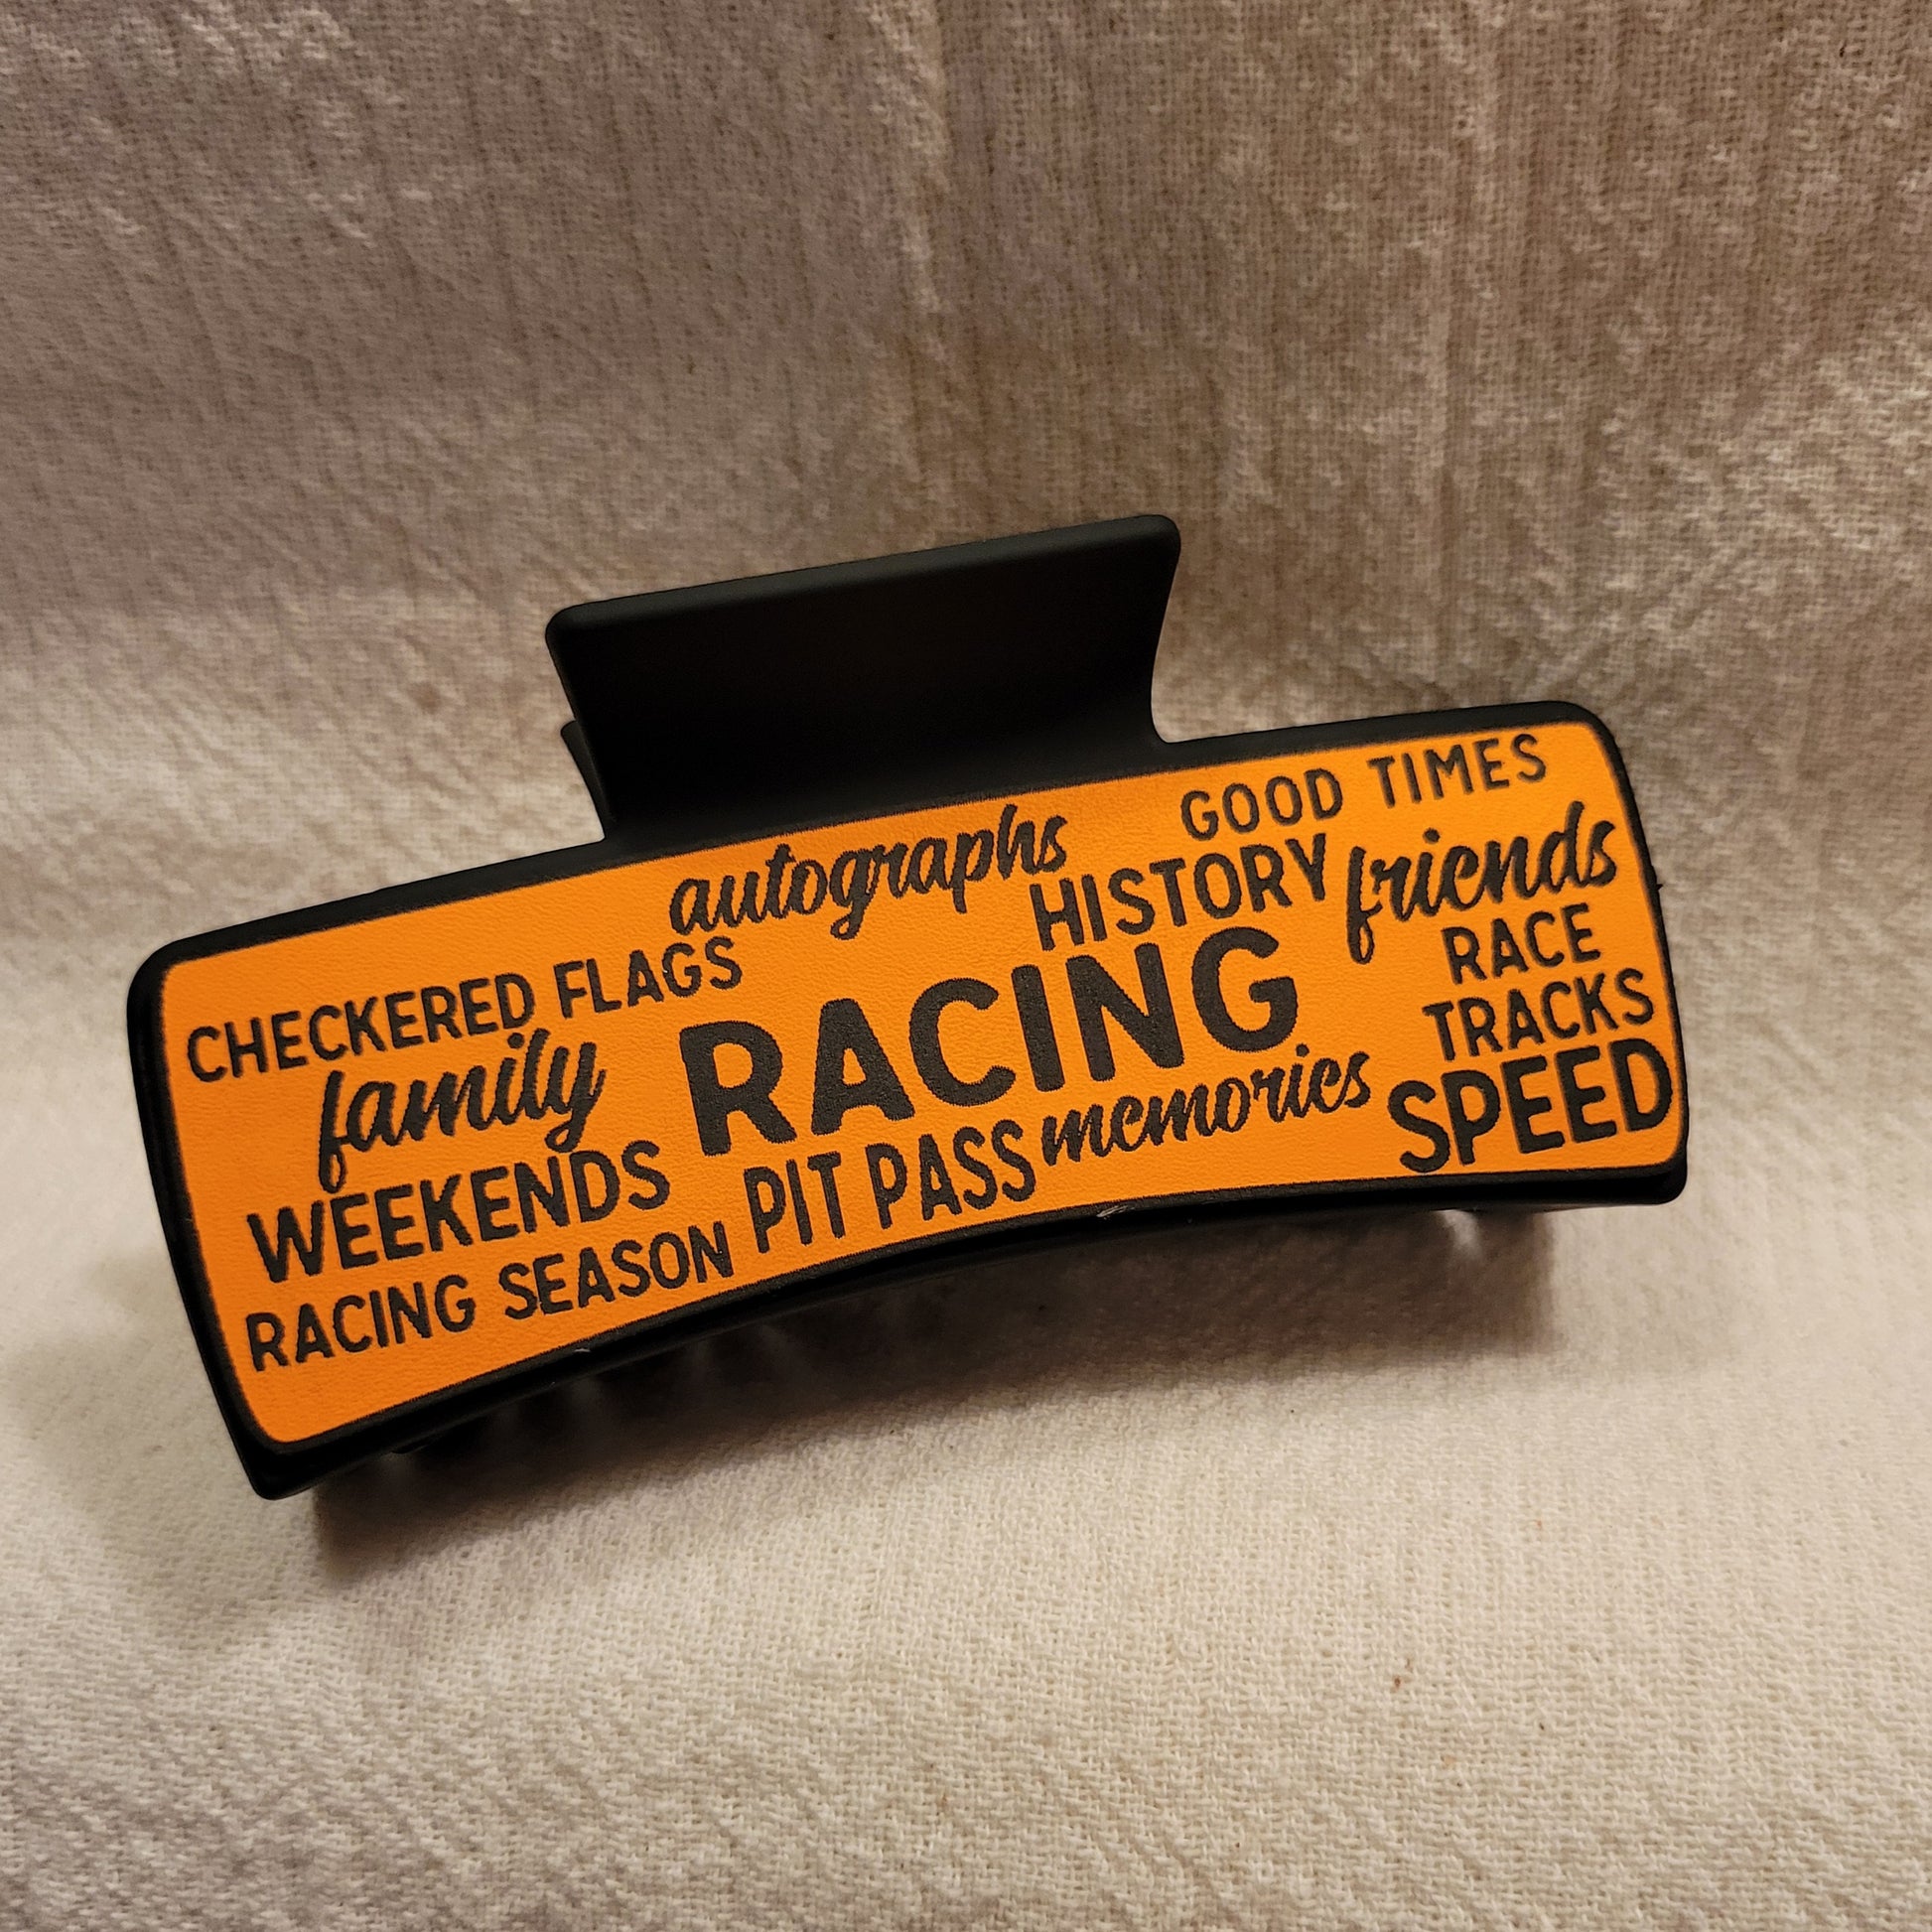 GOOD TIMES
autographs
HISTORY
friends
CHECKERED FLAGS
RACING
RACE
TRACKS
family
memories
SPEED
WEEKENDS
PIT PASS
RACING SEASON